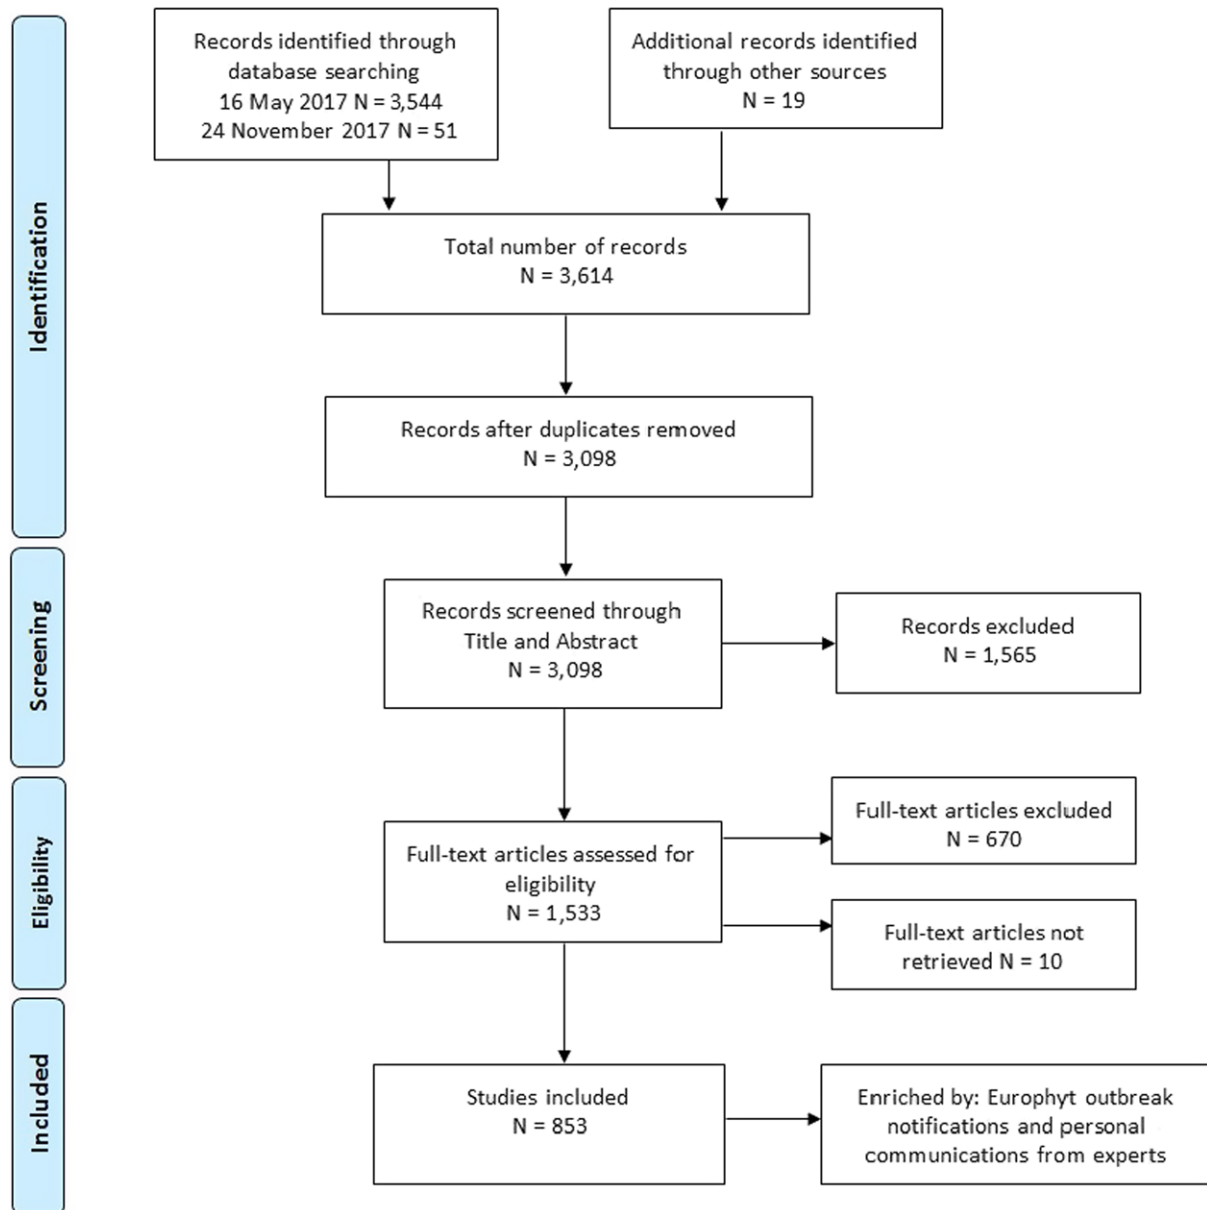 Identification
Records identified through
database searching
16 May 2017 N = 3,544
24 November 2017 N = 51
Additional records identified
through other sources
N = 19
Total number of records
N = 3,614
Records after duplicates removed
N = 3,098
Screening
Records screened through
Title and Abstract
N = 3,098
Records excluded
N = 1,565
Eligibility
Full-text articles assessed for
eligibility
N = 1,533
Full-text articles excluded
N = 670
Full-text articles not
retrieved N = 10
Included
Studies included
N = 853
Enriched by: Europhyt outbreak
notifications and personal
communications from experts